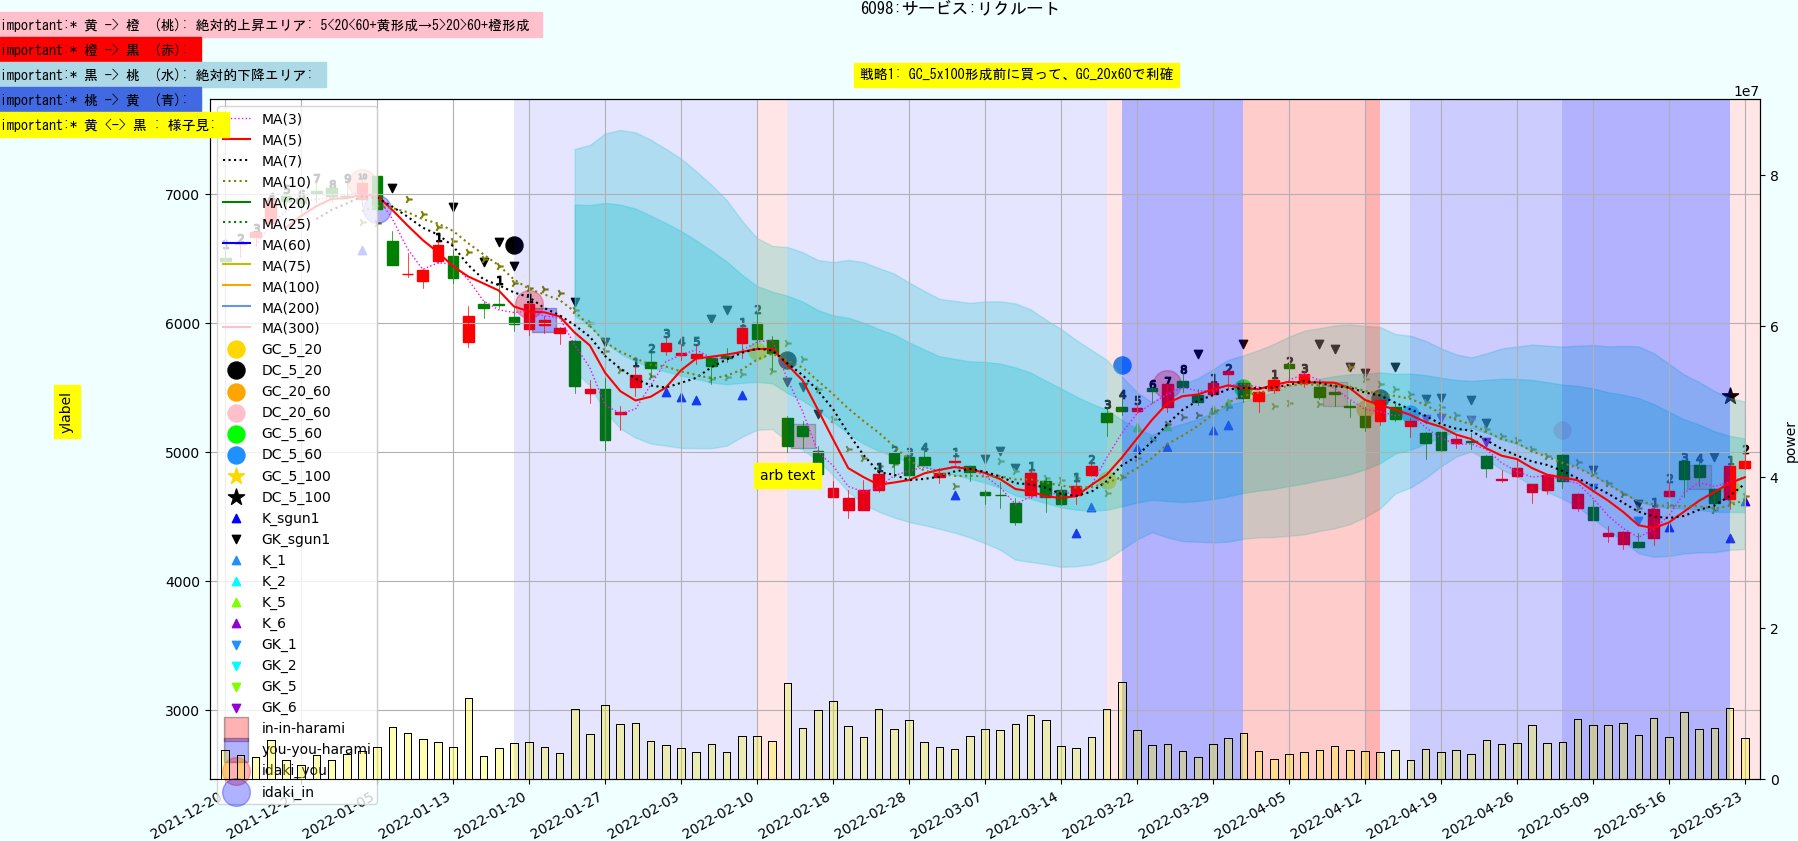 6098:サービス:リクルート
important:* 黄 -> 橙 (桃): 絶対的上昇エリア: 5<20<60+黄形成→5>20>60+橙形成
important:* 橙 -> 黒 (赤):
important:* 黒 -> 桃 (水): 絶対的下降エリア:
戦略1: GC_5x100形成前に買って、GC_20x60で利確
important:* 桃 -> 黄 (青):
important:* 黄 <-> 黒 : 様子見:
1e7
MA(3)
MA(5)
MA(7)
MA(10)
MA(20)
MA(25)
MA(60)
MA(75)
MA(100)
MA(200)
MA(300)
GC_5_20
DC_5_20
GC_20_60
DC_20_60
GC_5_60
DC_5_60
GC_5_100
DC_5_100
K_sgun1
GK_sgun1
K_1
K_2
K_5
K_6
GK_1
GK_2
GK_5
GK_6
in-in-harami
you-you-harami
idaki_you
idaki_in
7000
6000
5000
4000
3000
ylabel
arb text
8
6
4
2
0
power
2021-12-20
2022-01-05
2022-01-13
2022-01-20
2022-01-27
2022-02-03
2022-02-10
2022-02-18
2022-02-28
2022-03-07
2022-03-14
2022-03-22
2022-03-29
2022-04-05
2022-04-12
2022-04-19
2022-04-26
2022-05-09
2022-05-16
2022-05-23